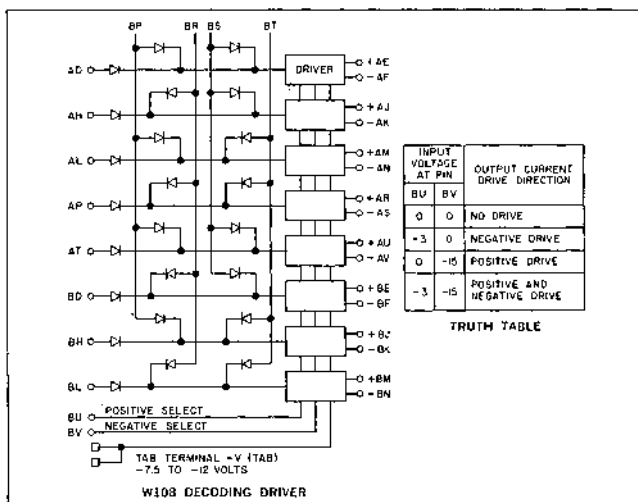 BP BR BS BT
AD DRIVER +AE
-AF
AH +AJ
-AK
AL +AM
-AN
AP +AR
-AS
AT +AU
-AV
BD +BE
-BF
BH +BJ
-BK
BL +BM
-BN
BU POSITIVE SELECT
BV NEGATIVE SELECT
TAB TERMINAL -V (TAB)
-7.5 TO -12 VOLTS
W108 DECODING DRIVER
INPUT VOLTAGE AT PIN OUTPUT CURRENT DRIVE DIRECTION
BU BV
0 0 NO DRIVE
-3 0 NEGATIVE DRIVE
0 -15 POSITIVE DRIVE
-3 -15 POSITIVE AND NEGATIVE DRIVE
TRUTH TABLE